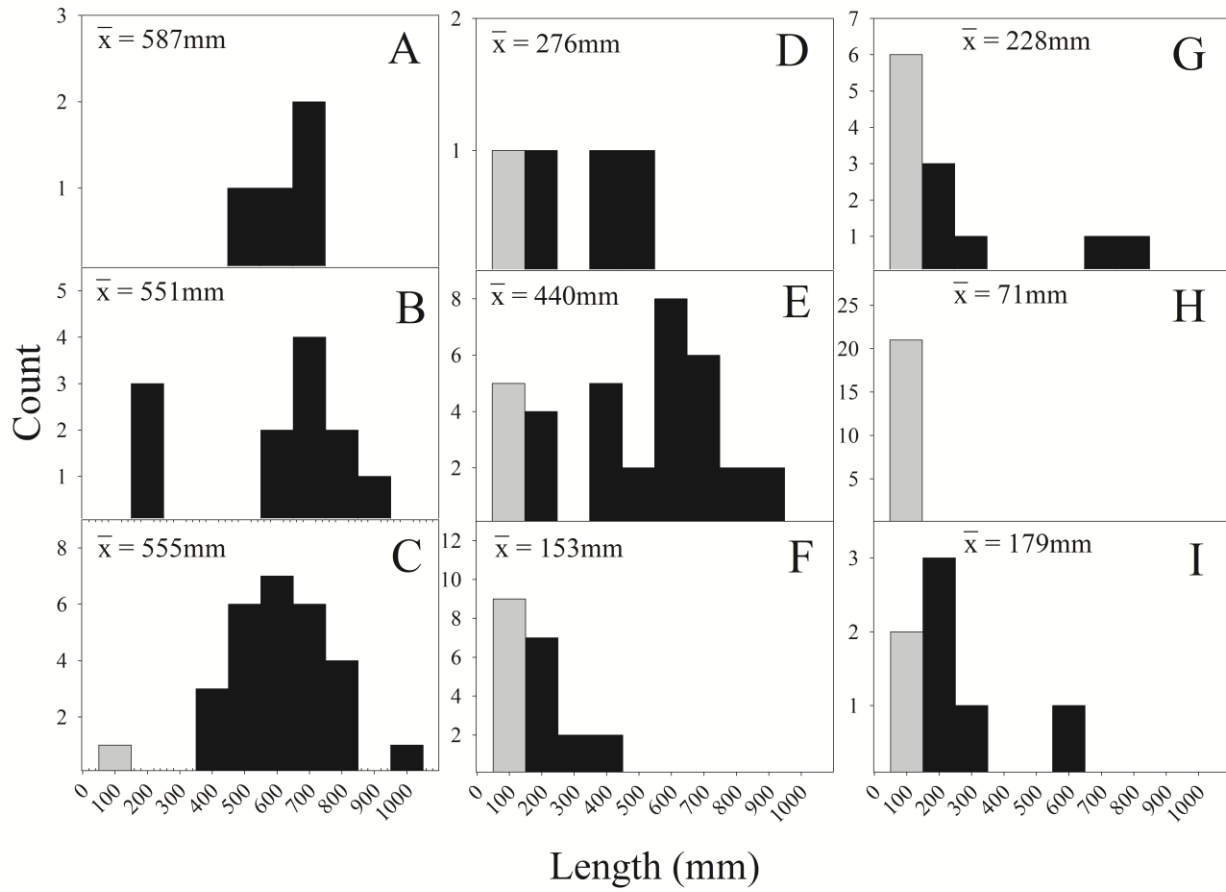 3
2
1
x̄ = 587mm
A
2
1
x̄ = 276mm
D
7
6
5
4
3
2
1
x̄ = 228mm
G
5
4
3
2
1
x̄ = 551mm
B
8
6
4
2
x̄ = 440mm
E
25
20
15
10
5
x̄ = 71mm
H
8
6
4
2
x̄ = 555mm
C
12
10
8
6
4
2
x̄ = 153mm
F
3
2
1
x̄ = 179mm
I
Count
0 100 200 300 400 500 600 700 800 900 1000
0 100 200 300 400 500 600 700 800 900 1000
0 100 200 300 400 500 600 700 800 900 1000
Length (mm)